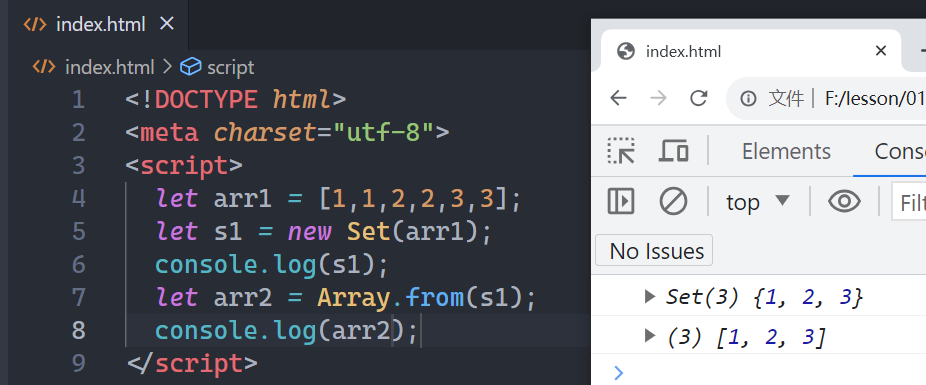 index.html
index.html > script
1 <!DOCTYPE html>
2 <meta charset="utf-8">
3 <script>
4 let arr1 = [1,1,2,2,3,3];
5 let s1 = new Set(arr1);
6 console.log(s1);
7 let arr2 = Array.from(s1);
8 console.log(arr2);
9 </script>
index.html
文件 | F:/lesson/01
Elements Cons
top Filt
No Issues
Set(3) {1, 2, 3}
(3) [1, 2, 3]